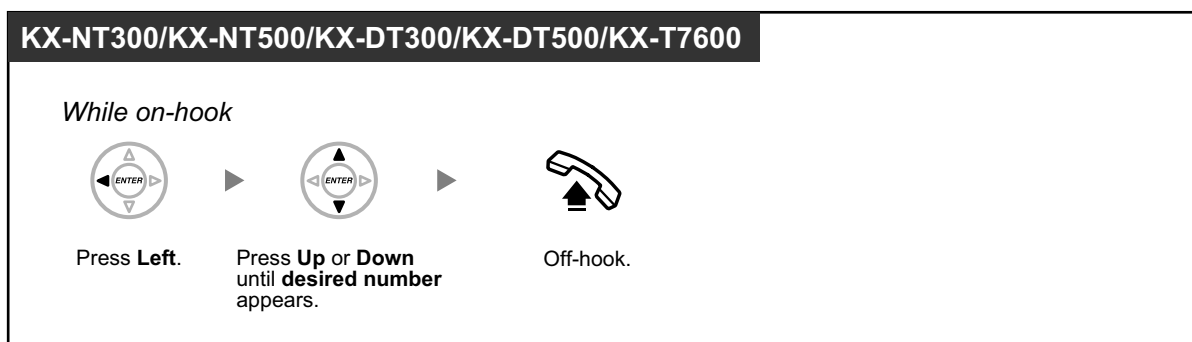 KX-NT300/KX-NT500/KX-DT300/KX-DT500/KX-T7600
While on-hook
ENTER
ENTER
Press Left.
Press Up or Down
until desired number
appears.
Off-hook.